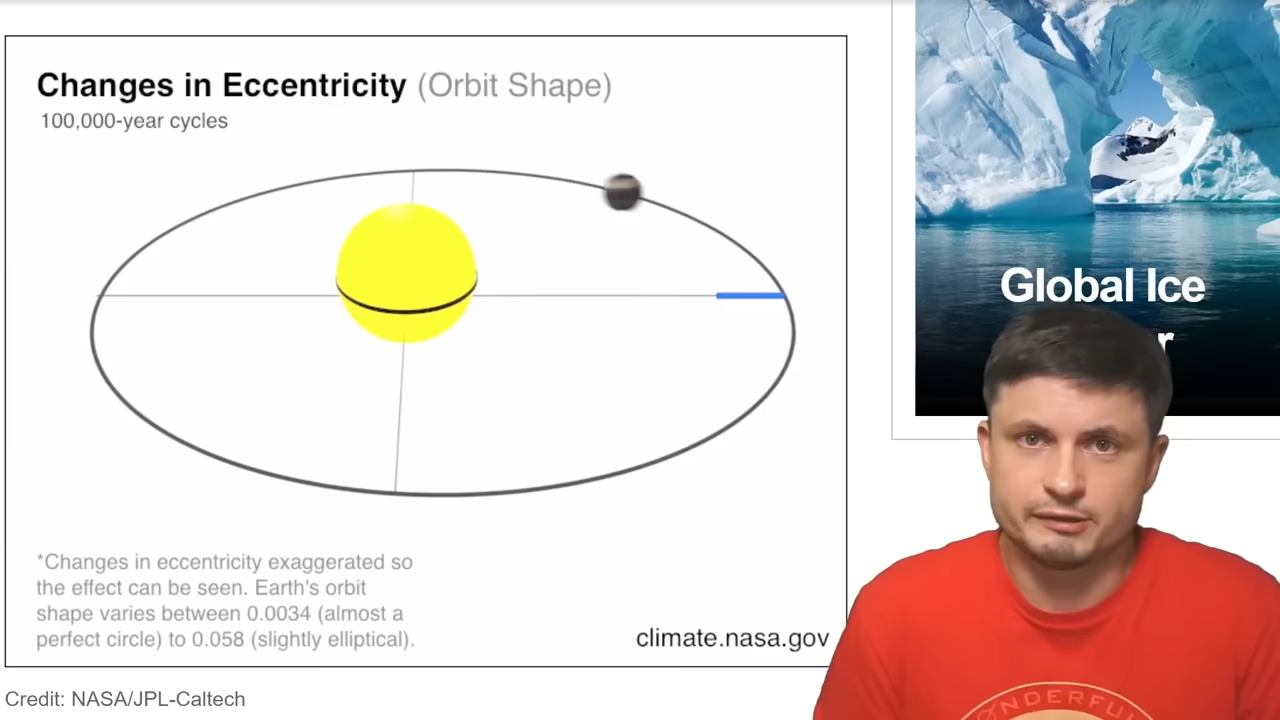 Changes in Eccentricity (Orbit Shape)
100,000-year cycles
*Changes in eccentricity exaggerated so
the effect can be seen. Earth's orbit
shape varies between 0.0034 (almost a
perfect circle) to 0.058 (slightly elliptical).
climate.nasa.gov
Credit: NASA/JPL-Caltech
Global Ice